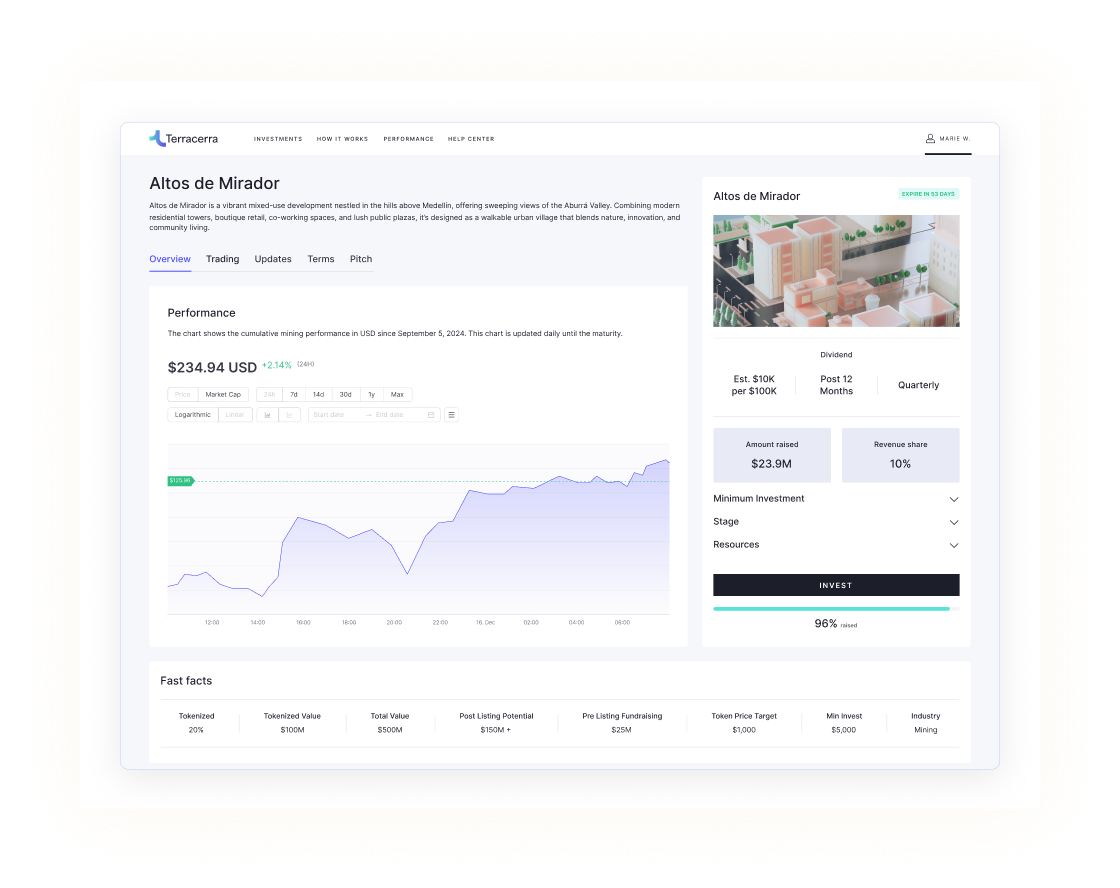 Terracerra
INVESTMENTS
HOW IT WORKS
PERFORMANCE
HELP CENTER
MARIE W.
Altos de Mirador
Altos de Mirador is a vibrant mixed-use development nestled in the hills above Medellín, offering sweeping views of the Aburrá Valley. Combining modern
residential towers, boutique retail, co-working spaces, and lush public plazas, it's designed as a walkable urban village that blends nature, innovation, and
community living.
Overview
Trading
Updates
Terms
Pitch
Performance
The chart shows the cumulative mining performance in USD since September 5, 2024. This chart is updated daily until the maturity.
$234.94 USD +2.14% (24H)
Price
Market Cap
24h
7d
14d
30d
1y
Max
Logarithmic
Linear
Start date
End date
$125.96
12:00
14:00
16:00
18:00
20:00
22:00
16. Dec
02:00
04:00
06:00
Altos de Mirador
EXPIRE IN 53 DAYS
Dividend
Est. $10K
per $100K
Post 12
Months
Quarterly
Amount raised
$23.9M
Revenue share
10%
Minimum Investment
Stage
Resources
INVEST
96% raised
Fast facts
Tokenized
20%
Tokenized Value
$100M
Total Value
$500M
Post Listing Potential
$150M +
Pre Listing Fundraising
$25M
Token Price Target
$1,000
Min Invest
$5,000
Industry
Mining